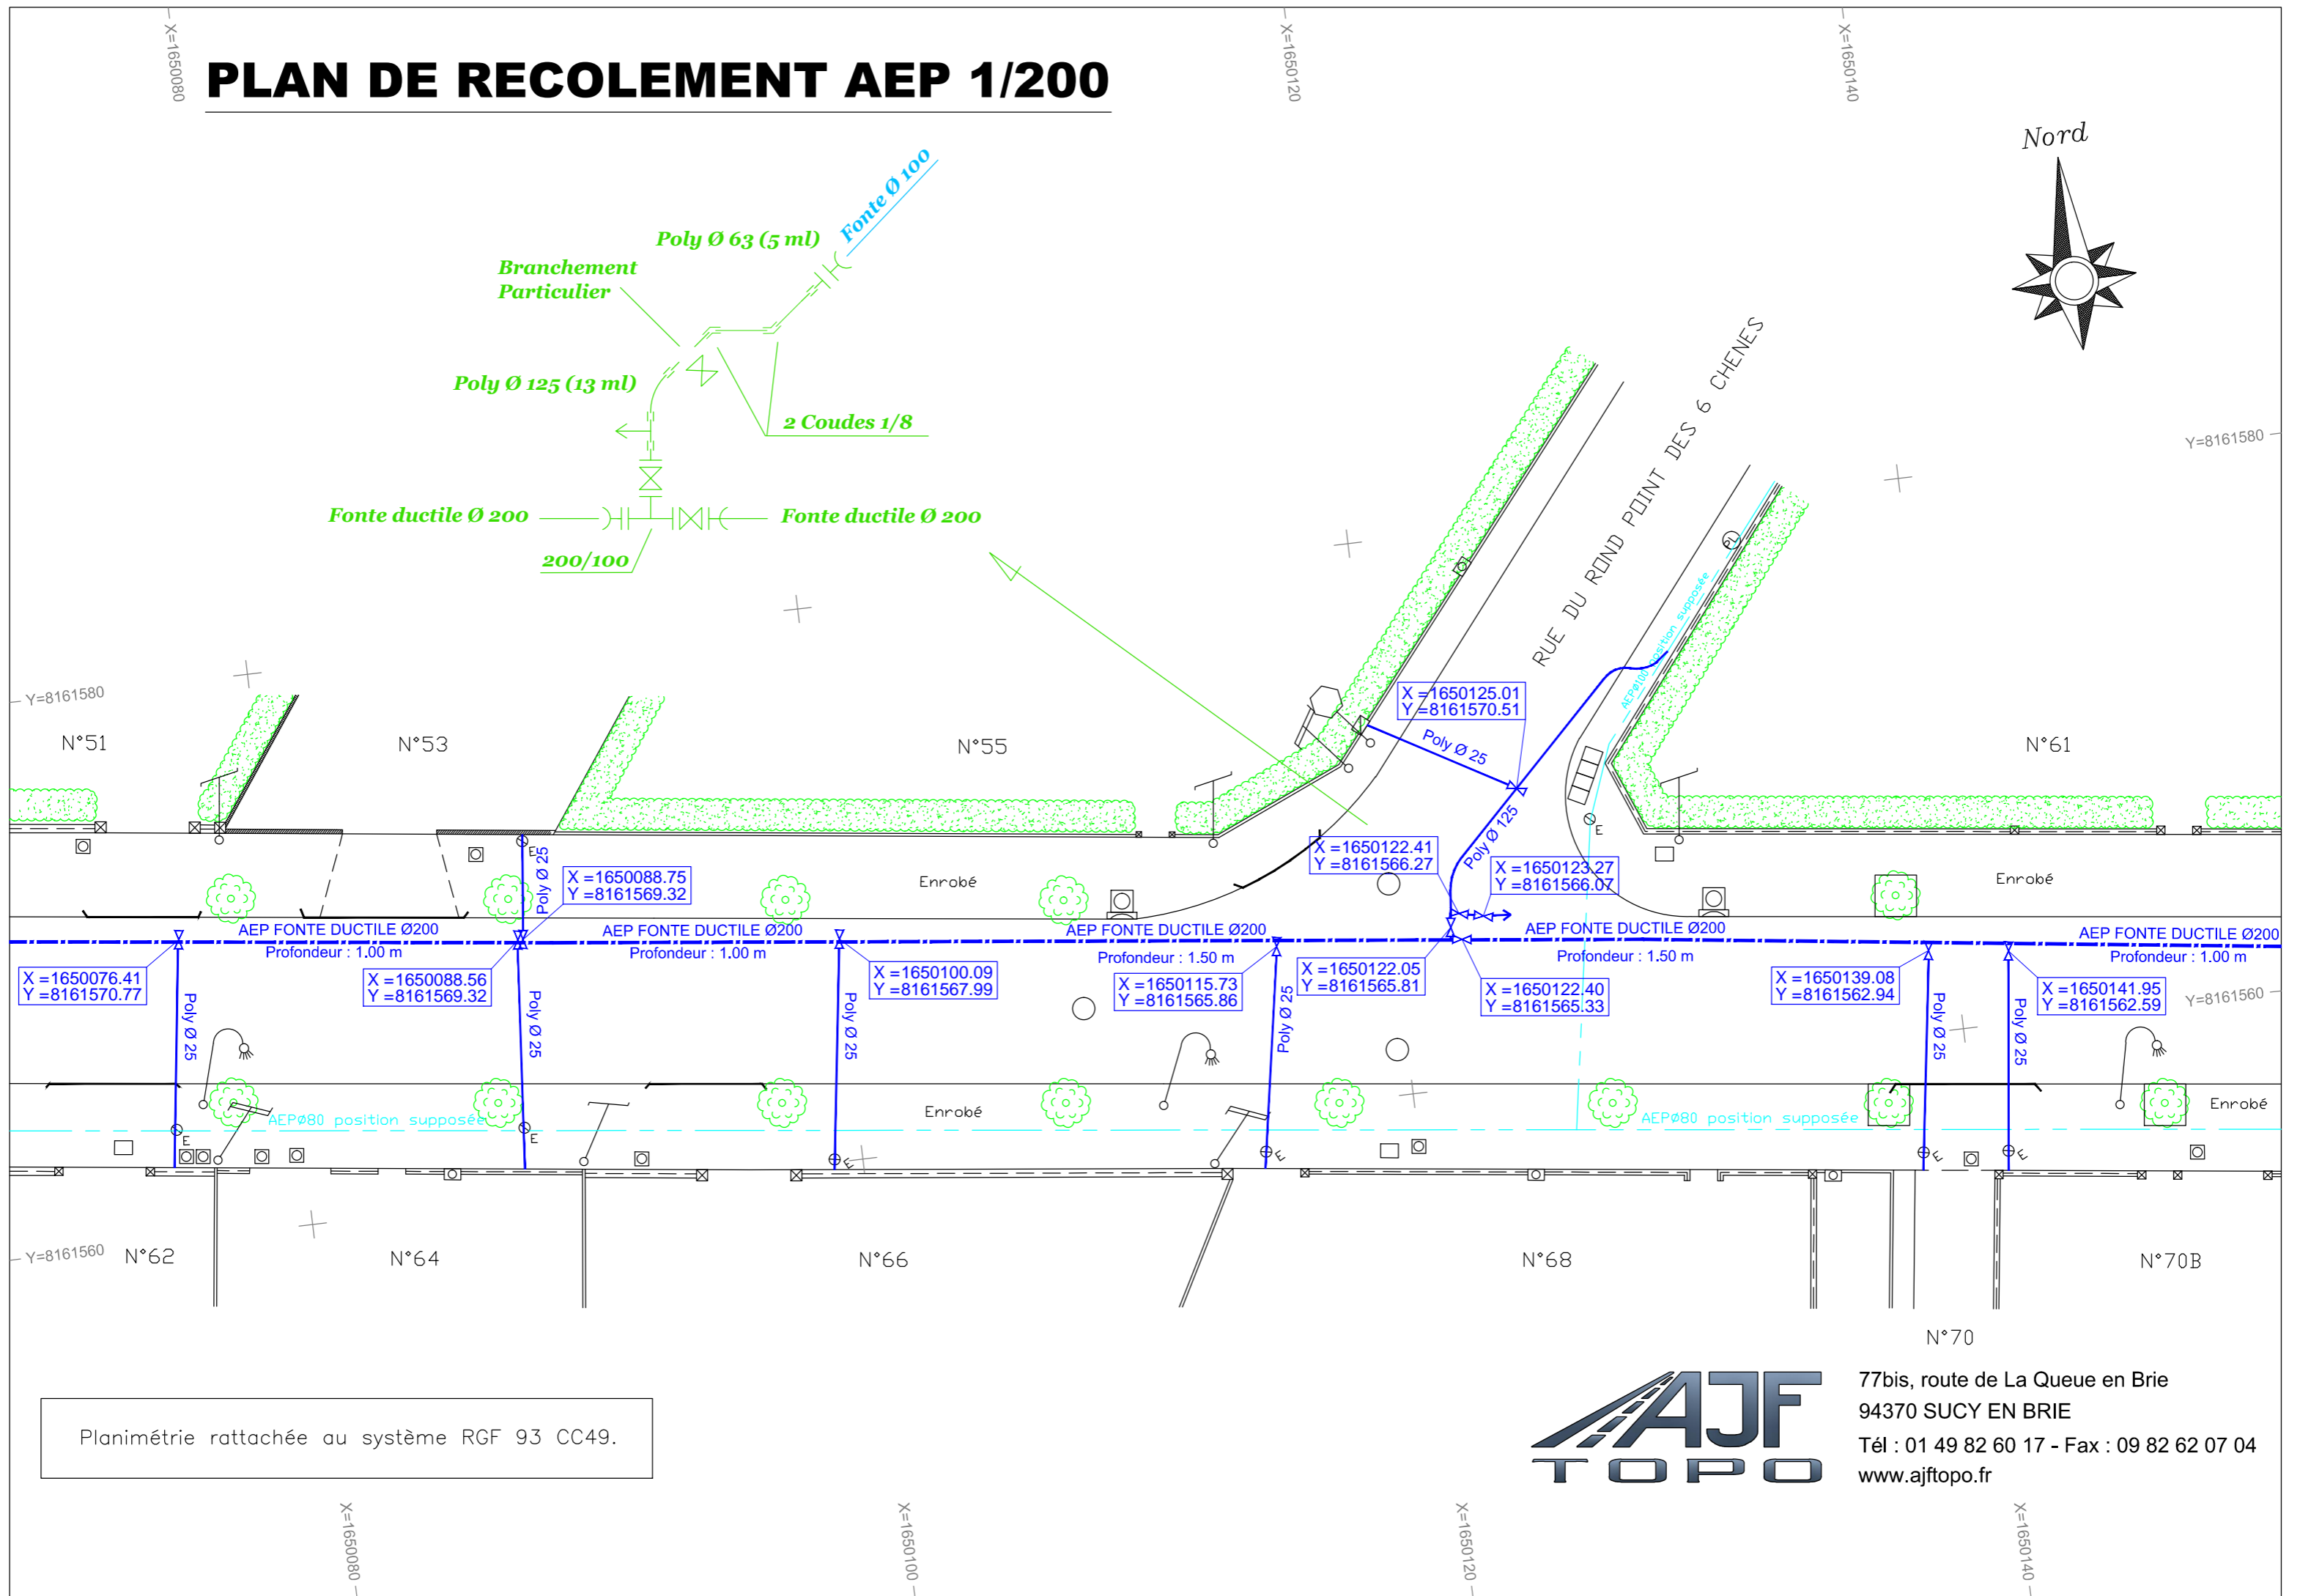 X=1650080
X=1650120
X=1650140
PLAN DE RECOLEMENT AEP 1/200
Nord
Fonte Ø 100
Poly Ø 63 (5 ml)
Branchement
Particulier
Poly Ø 125 (13 ml)
2 Coudes 1/8
Fonte ductile Ø 200
Fonte ductile Ø 200
200/100
RUE DU ROND POINT DES 6 CHENES
PL
AEPø100 position supposée
Y=8161580
Y=8161580
N°51
N°53
N°55
N°61
X =1650125.01
Y =8161570.51
Poly Ø 25
Poly Ø 125
E
E
Poly Ø 25
X =1650088.75
Y =8161569.32
Enrobé
X =1650122.41
Y =8161566.27
X =1650123.27
Y =8161566.07
Enrobé
AEP FONTE DUCTILE Ø200
AEP FONTE DUCTILE Ø200
AEP FONTE DUCTILE Ø200
AEP FONTE DUCTILE Ø200
AEP FONTE DUCTILE Ø200
Profondeur : 1.00 m
Profondeur : 1.00 m
Profondeur : 1.50 m
Profondeur : 1.50 m
Profondeur : 1.00 m
X =1650076.41
Y =8161570.77
X =1650088.56
Y =8161569.32
X =1650100.09
Y =8161567.99
X =1650115.73
Y =8161565.86
X =1650122.05
Y =8161565.81
X =1650122.40
Y =8161565.33
X =1650139.08
Y =8161562.94
X =1650141.95
Y =8161562.59
Y=8161560
Poly Ø 25
Poly Ø 25
Poly Ø 25
Poly Ø 25
Poly Ø 25
Poly Ø 25
AEPø80 position supposée
Enrobé
AEPø80 position supposée
Enrobé
E
E
E
E
E
E
Y=8161560
N°62
N°64
N°66
N°68
N°70B
N°70
Planimétrie rattachée au système RGF 93 CC49.
AJF
TOPO
77bis, route de La Queue en Brie
94370 SUCY EN BRIE
Tél : 01 49 82 60 17 - Fax : 09 82 62 07 04
www.ajftopo.fr
X=1650080
X=1650100
X=1650120
X=1650140